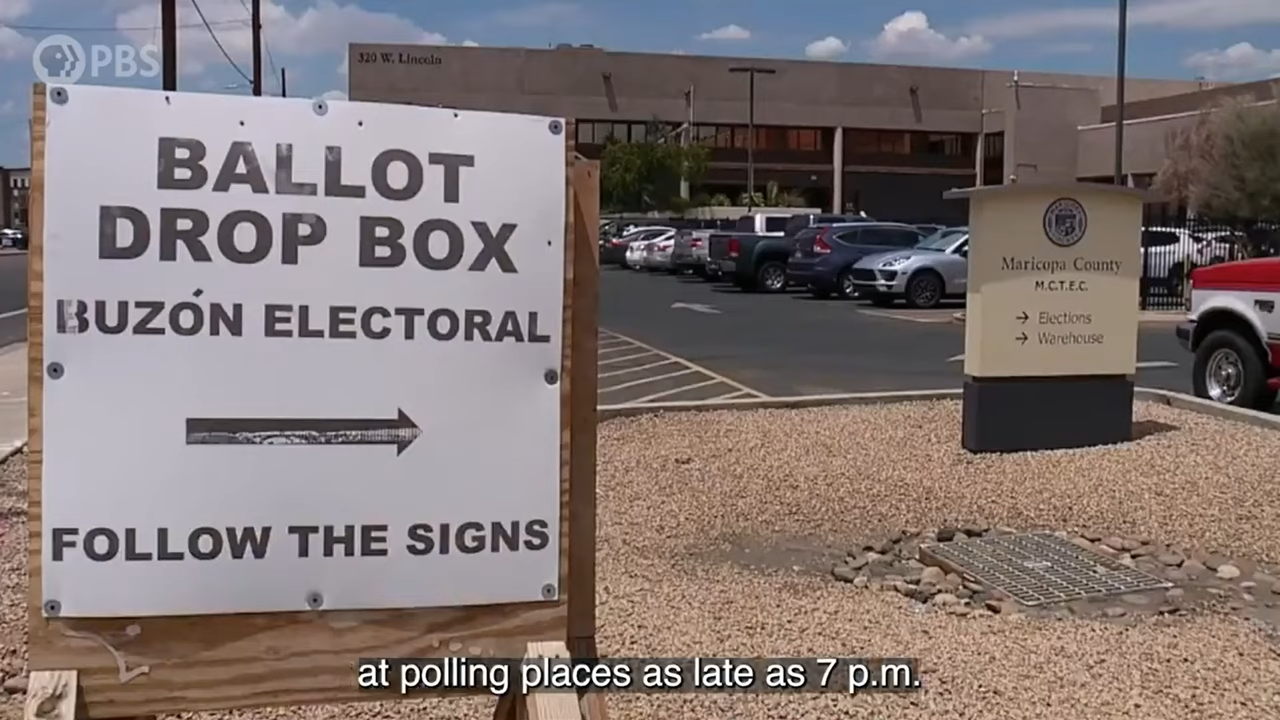 PBS
320 W. Lincoln
BALLOT
DROP BOX
BUZÓN ELECTORAL
FOLLOW THE SIGNS
Maricopa County
M.C.T.E.C.
→ Elections
→ Warehouse
at polling places as late as 7 p.m.